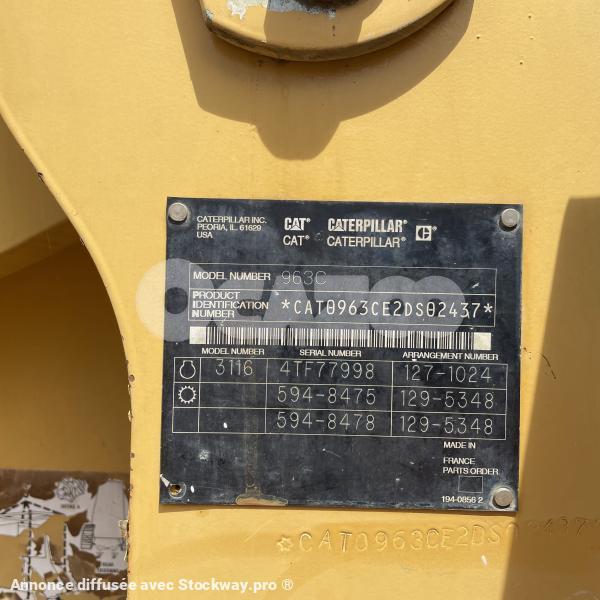 CATERPILLAR INC.
PEORIA, IL 61629
USA
CAT® CATERPILLAR®
CAT® CATERPILLAR®
MODEL NUMBER 963C
PRODUCT
IDENTIFICATION
NUMBER
*CAT0963CE2DS02437*
MODEL NUMBER SERIAL NUMBER ARRANGEMENT NUMBER
3116 4TF77998 127-1024
594-8475 129-5348
594-8478 129-5348
MADE IN
FRANCE
PARTS ORDER
194-0856 2
*CAT0963CE2DS02437
Annonce diffusée avec Stockway.pro ®